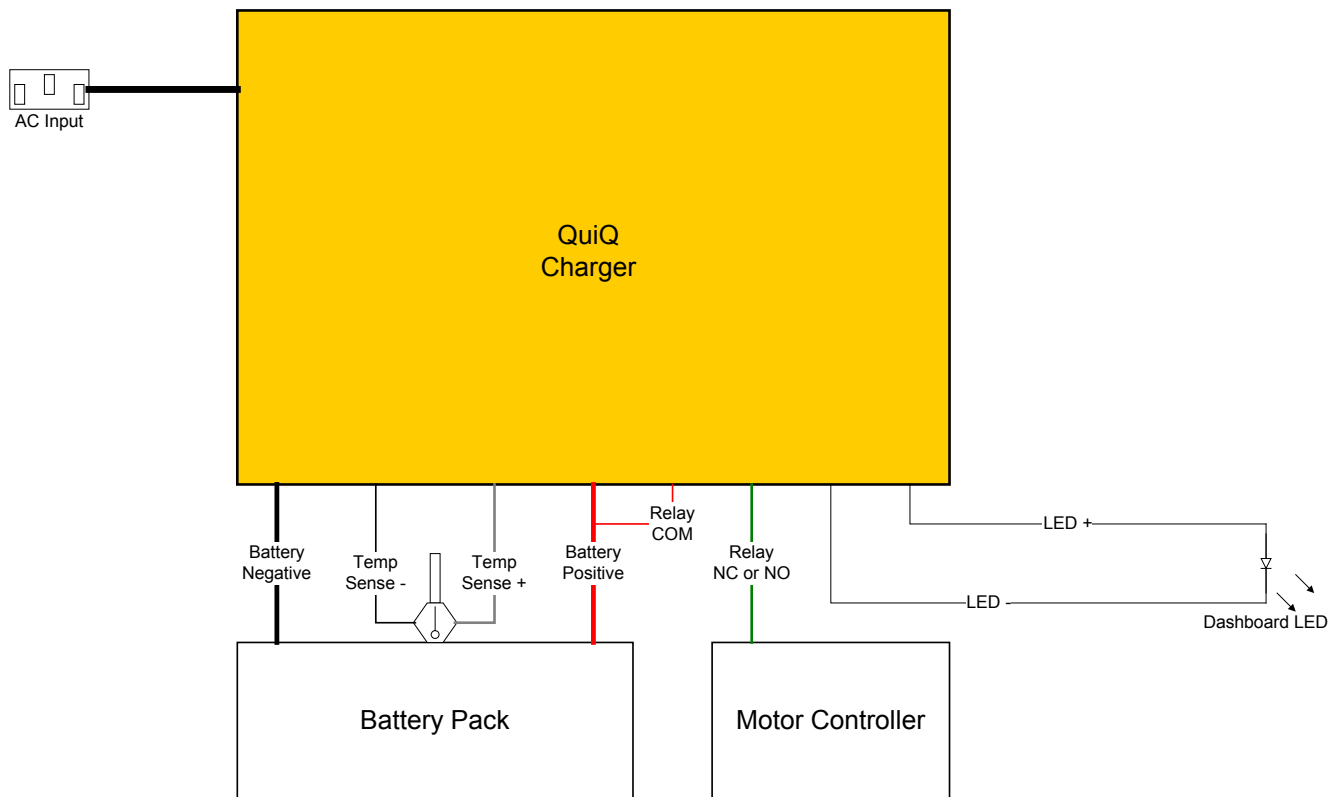 AC Input
QuiQ
Charger
Battery
Negative
Temp
Sense -
Temp
Sense +
Battery
Positive
Relay
COM
Relay
NC or NO
LED +
LED -
Dashboard LED
Battery Pack
Motor Controller